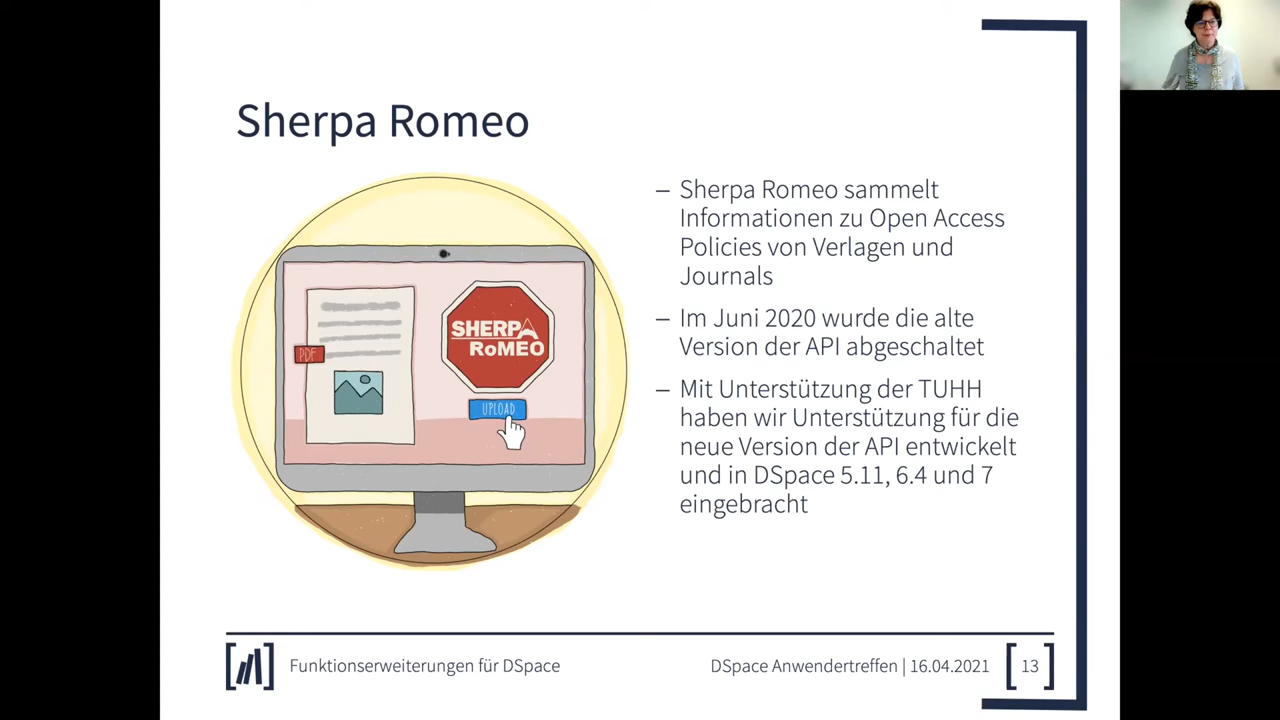 Sherpa Romeo
– Sherpa Romeo sammelt
Informationen zu Open Access
Policies von Verlagen und
Journals
– Im Juni 2020 wurde die alte
Version der API abgeschaltet
– Mit Unterstützung der TUHH
haben wir Unterstützung für die
neue Version der API entwickelt
und in DSpace 5.11, 6.4 und 7
eingebracht
PDF
SHERPA
RoMEO
UPLOAD
Funktionserweiterungen für DSpace
DSpace Anwendertreffen | 16.04.2021
13